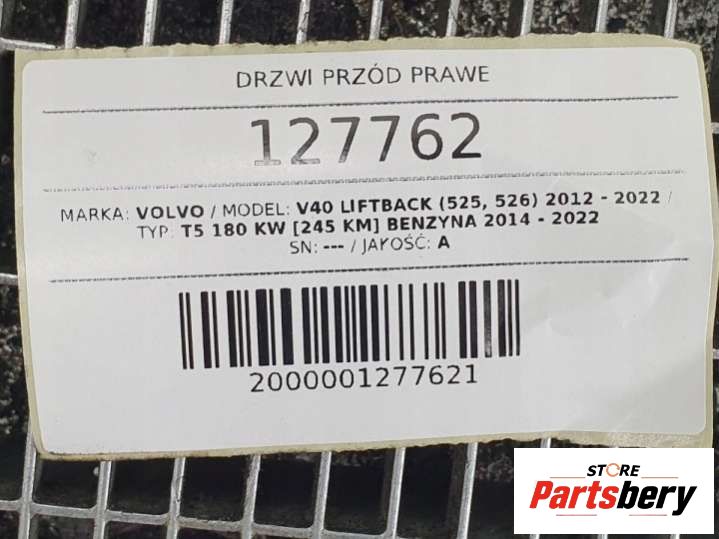 DRZWI PRZÓD PRAWE
127762
MARKA: VOLVO / MODEL: V40 LIFTBACK (525, 526) 2012 - 2022 /
TYP: T5 180 KW [245 KM] BENZYNA 2014 - 2022
SN: --- / JAKOŚĆ: A
2000001277621
STORE
Partsbery